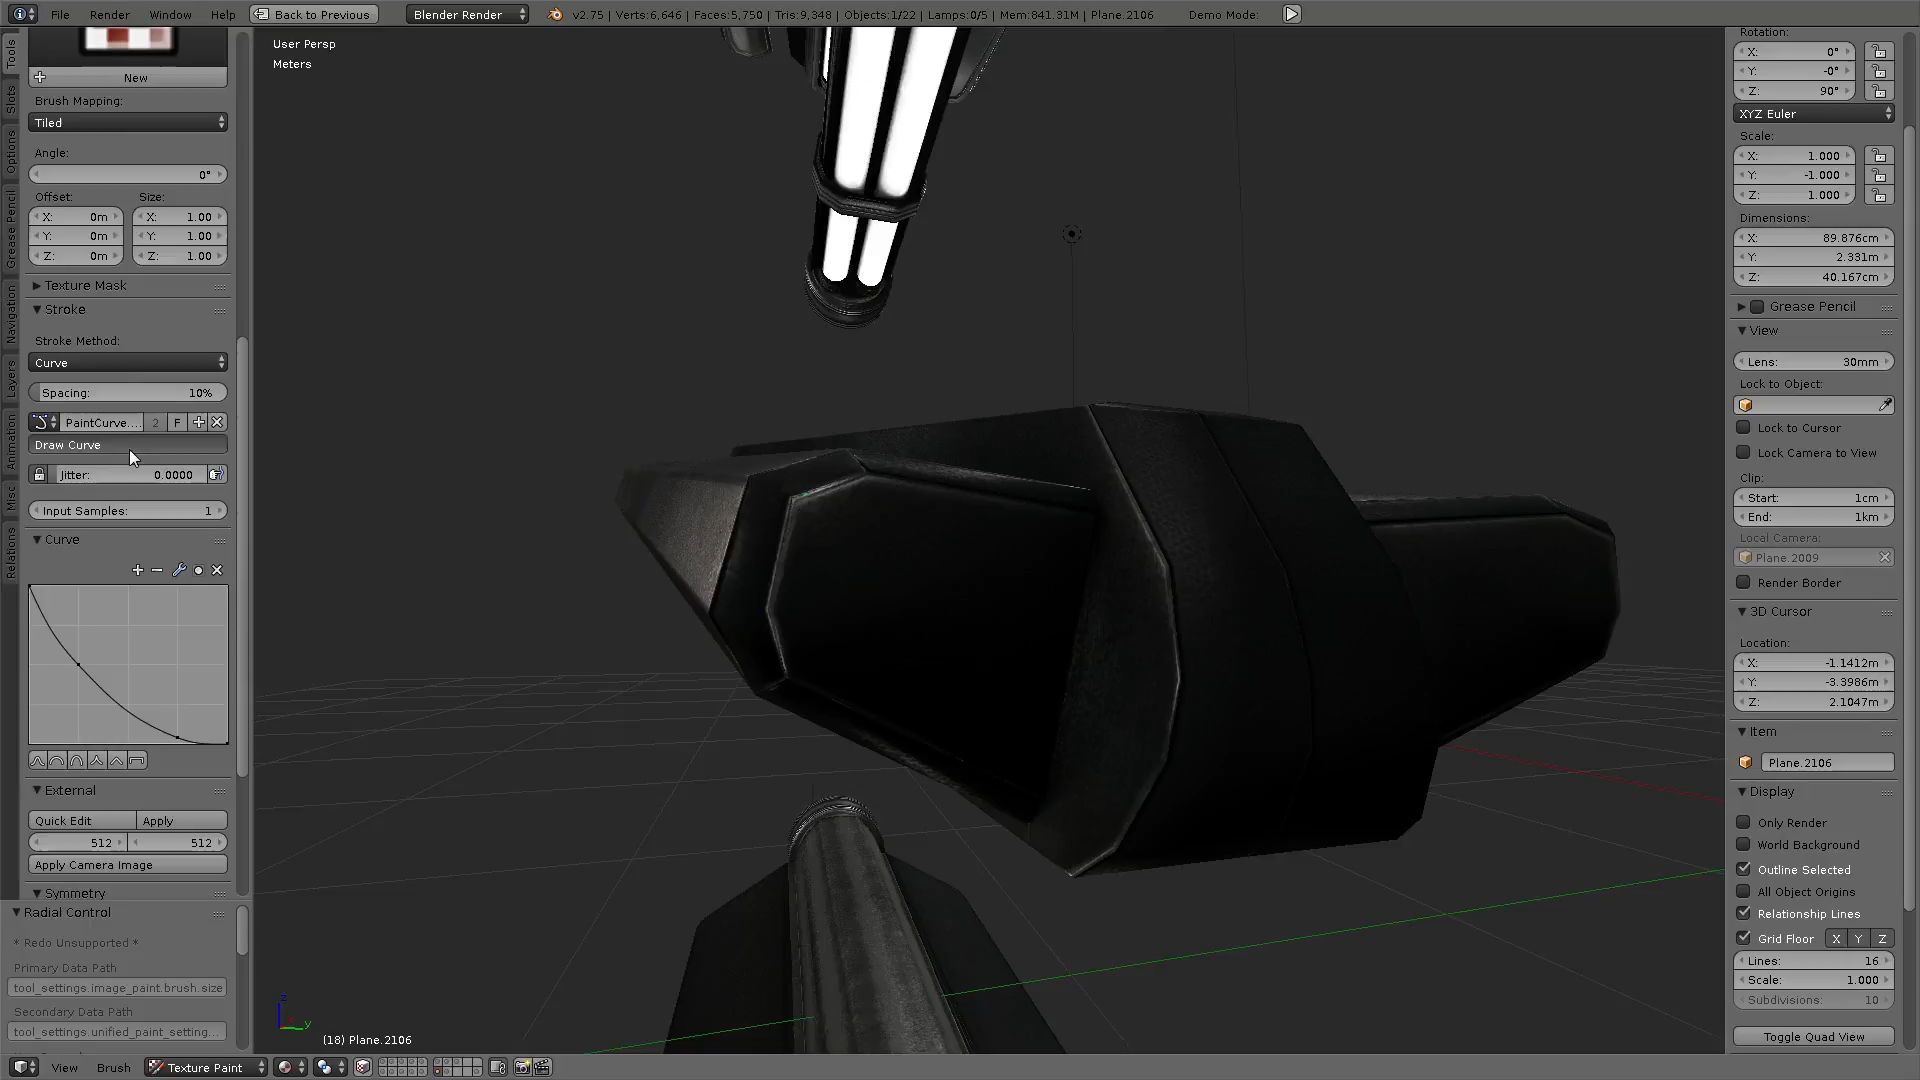 File Render Window Help Back to Previous Blender Render v2.75 | Verts:6,646 | Faces:5,750 | Tris:9,348 | Objects:1/22 | Lamps:0/5 | Mem:841.31M | Plane.2106 Demo Mode:
Tools
Slots
Options
Grease Pencil
Navigation
Layers
Animation
Misc
Relations
New
Brush Mapping:
Tiled
Angle:
0°
Offset: Size:
X: 0m X: 1.00
Y: 0m Y: 1.00
Z: 0m Z: 1.00
Texture Mask
Stroke
Stroke Method:
Curve
Spacing: 10%
PaintCurve.... 2 F
Draw Curve
Jitter: 0.0000
Input Samples: 1
Curve
External
Quick Edit Apply
512 512
Apply Camera Image
Symmetry
Radial Control
* Redo Unsupported *
Primary Data Path
tool_settings.image_paint.brush.size
Secondary Data Path
tool_settings.unified_paint_setting...
User Persp
Meters
z
y
(18) Plane.2106
View Brush Texture Paint
Rotation:
X: 0°
Y: -0°
Z: 90°
XYZ Euler
Scale:
X: 1.000
Y: -1.000
Z: 1.000
Dimensions:
X: 89.876cm
Y: 2.331m
Z: 40.167cm
Grease Pencil
View
Lens: 30mm
Lock to Object:
Lock to Cursor
Lock Camera to View
Clip:
Start: 1cm
End: 1km
Local Camera:
Plane.2009
Render Border
3D Cursor
Location:
X: -1.1412m
Y: -3.3986m
Z: 2.1047m
Item
Plane.2106
Display
Only Render
World Background
Outline Selected
All Object Origins
Relationship Lines
Grid Floor X Y Z
Lines: 16
Scale: 1.000
Subdivisions: 10
Toggle Quad View